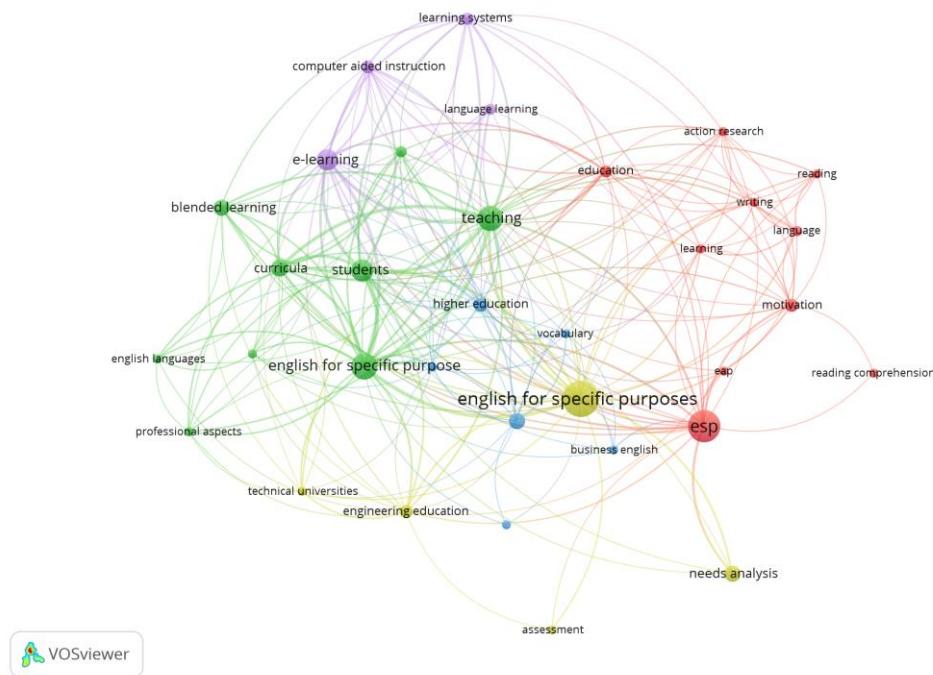 learning systems
computer aided instruction
language learning
action research
e-learning
education
reading
blended learning
writing
teaching
language
learning
curricula
students
higher education
motivation
vocabulary
english languages
english for specific purpose
eap
reading comprehension
english for specific purposes
professional aspects
esp
business english
technical universities
engineering education
needs analysis
assessment
VOSviewer